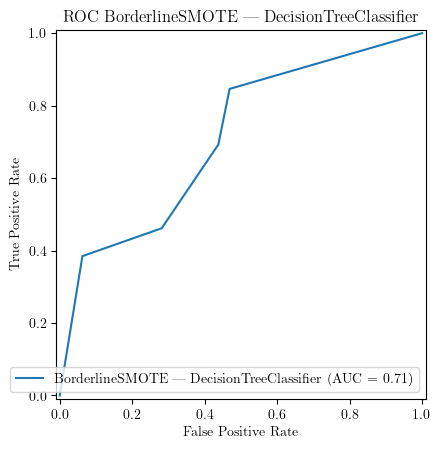 ROC BorderlineSMOTE — DecisionTreeClassifier
1.0
0.8
0.6
0.4
0.2
0.0
True Positive Rate
BorderlineSMOTE — DecisionTreeClassifier (AUC = 0.71)
0.0 0.2 0.4 0.6 0.8 1.0
False Positive Rate